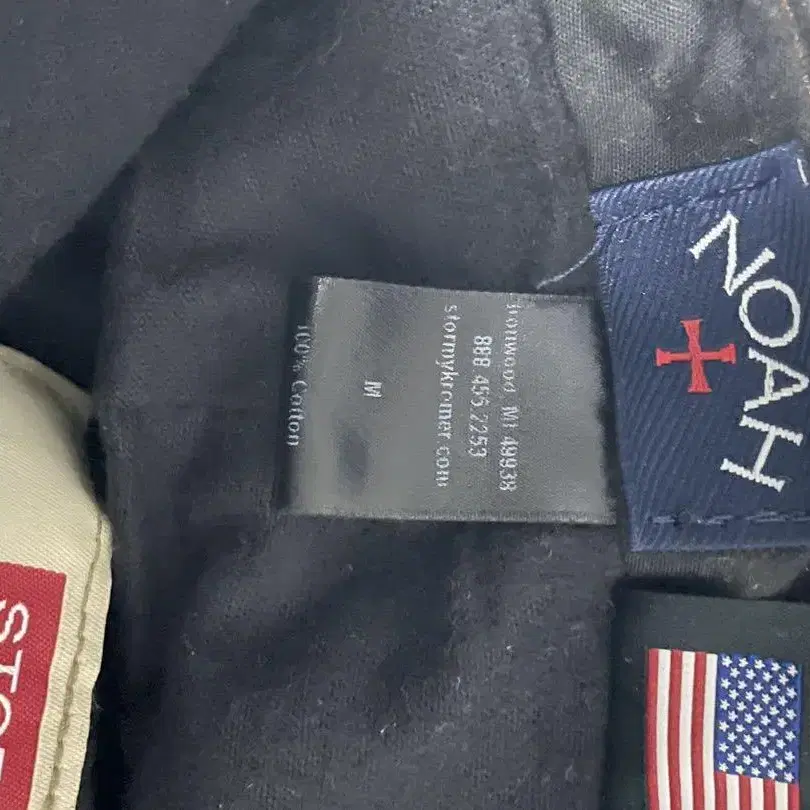 NOAH
Ironwood MI 49938
888 455 2253
stormykromer com
M
100% Cotton
STO